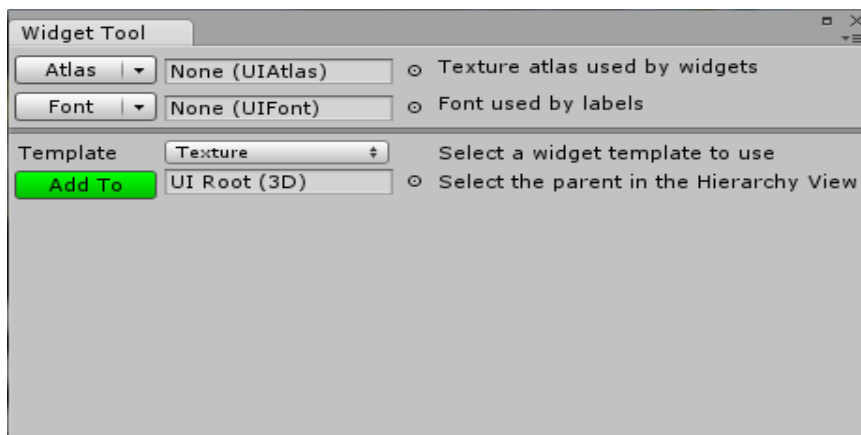 Widget Tool
Atlas None (UIAtlas) Texture atlas used by widgets
Font None (UIFont) Font used by labels
Template Texture Select a widget template to use
Add To UI Root (3D) Select the parent in the Hierarchy View